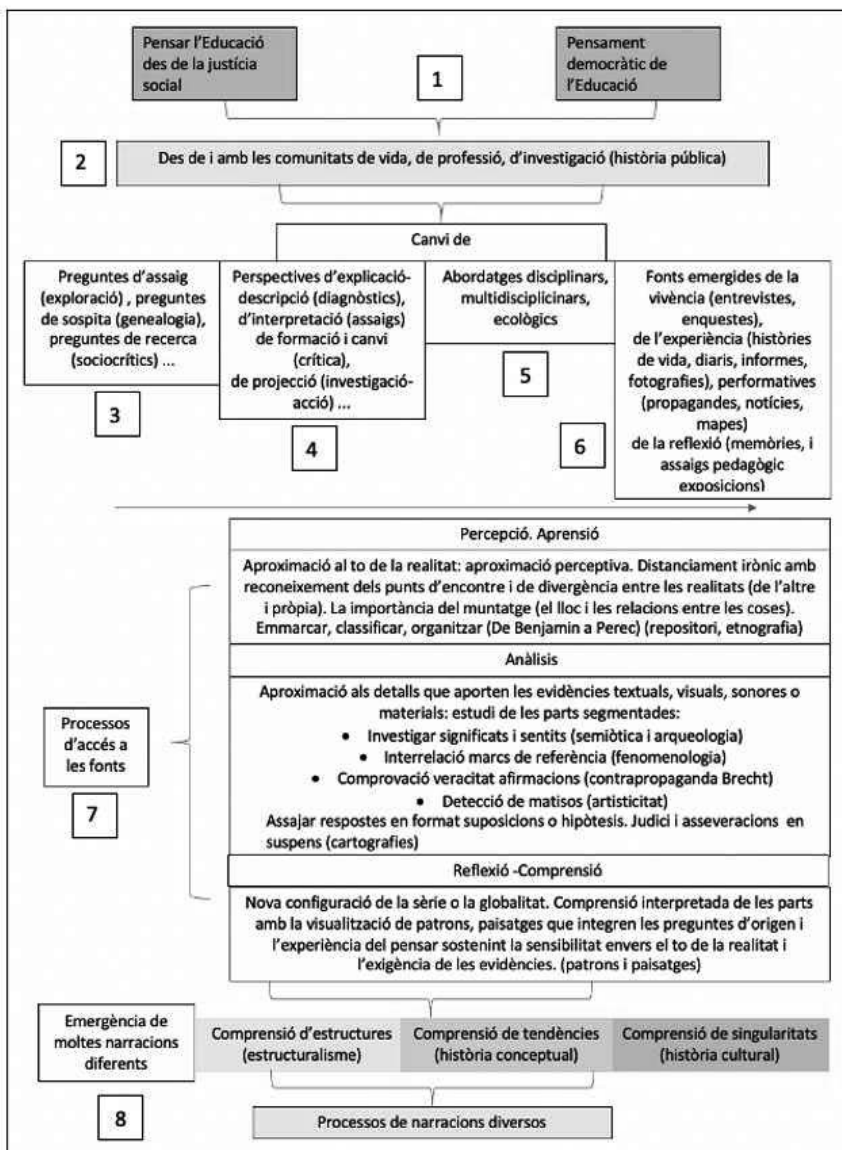 Pensar l'Educació
des de la justícia
social
1
Pensament
democràtic de
l'Educació
2
Des de i amb les comunitats de vida, de professió, d'investigació (història pública)
Canvi de
Preguntes d'assaig
(exploració) , preguntes
de sospita (genealogia),
preguntes de recerca
(sociocrítics) ...
3
Perspectives d'explicació-
descripció (diagnòstics),
d'interpretació (assaigs)
de formació i canvi
(crítica),
de projecció (investigació-
acció) ...
4
Abordatges disciplinars,
multidisciplicinars,
ecològics
5
Fonts emergides de la
vivència (entrevistes,
enquestes),
de l'experiència (històries
de vida, diaris, informes,
fotografies), performatives
(propagandes, notícies,
mapes)
de la reflexió (memòries, i
assaigs pedagògic
exposicions)
6
Percepció. Aprensió
Aproximació al to de la realitat: aproximació perceptiva. Distanciament irònic amb
reconeixement dels punts d'encontre i de divergència entre les realitats (de l'altre
i pròpia). La importància del muntatge (el lloc i les relacions entre les coses).
Emmarcar, classificar, organitzar (De Benjamin a Perec) (repositori, etnografia)
Anàlisis
Aproximació als detalls que aporten les evidències textuals, visuals, sonores o
materials: estudi de les parts segmentades:
• Investigar significats i sentits (semiòtica i arqueologia)
• Interrelació marcs de referència (fenomenologia)
• Comprovació veracitat afirmacions (contrapropaganda Brecht)
• Detecció de matisos (artisticitat)
Assajar respostes en format suposicions o hipòtesis. Judici i asseveracions en
suspens (cartografies)
Processos
d'accés a
les fonts
7
Reflexió -Comprensió
Nova configuració de la sèrie o la globalitat. Comprensió interpretada de les parts
amb la visualització de patrons, paisatges que integren les preguntes d'origen i
l'experiència del pensar sostenint la sensibilitat envers el to de la realitat i
l'exigència de les evidències. (patrons i paisatges)
Emergència de
moltes narracions
diferents
Comprensió d'estructures
(estructuralisme)
Comprensió de tendències
(història conceptual)
Comprensió de singularitats
(història cultural)
8
Processos de narracions diversos